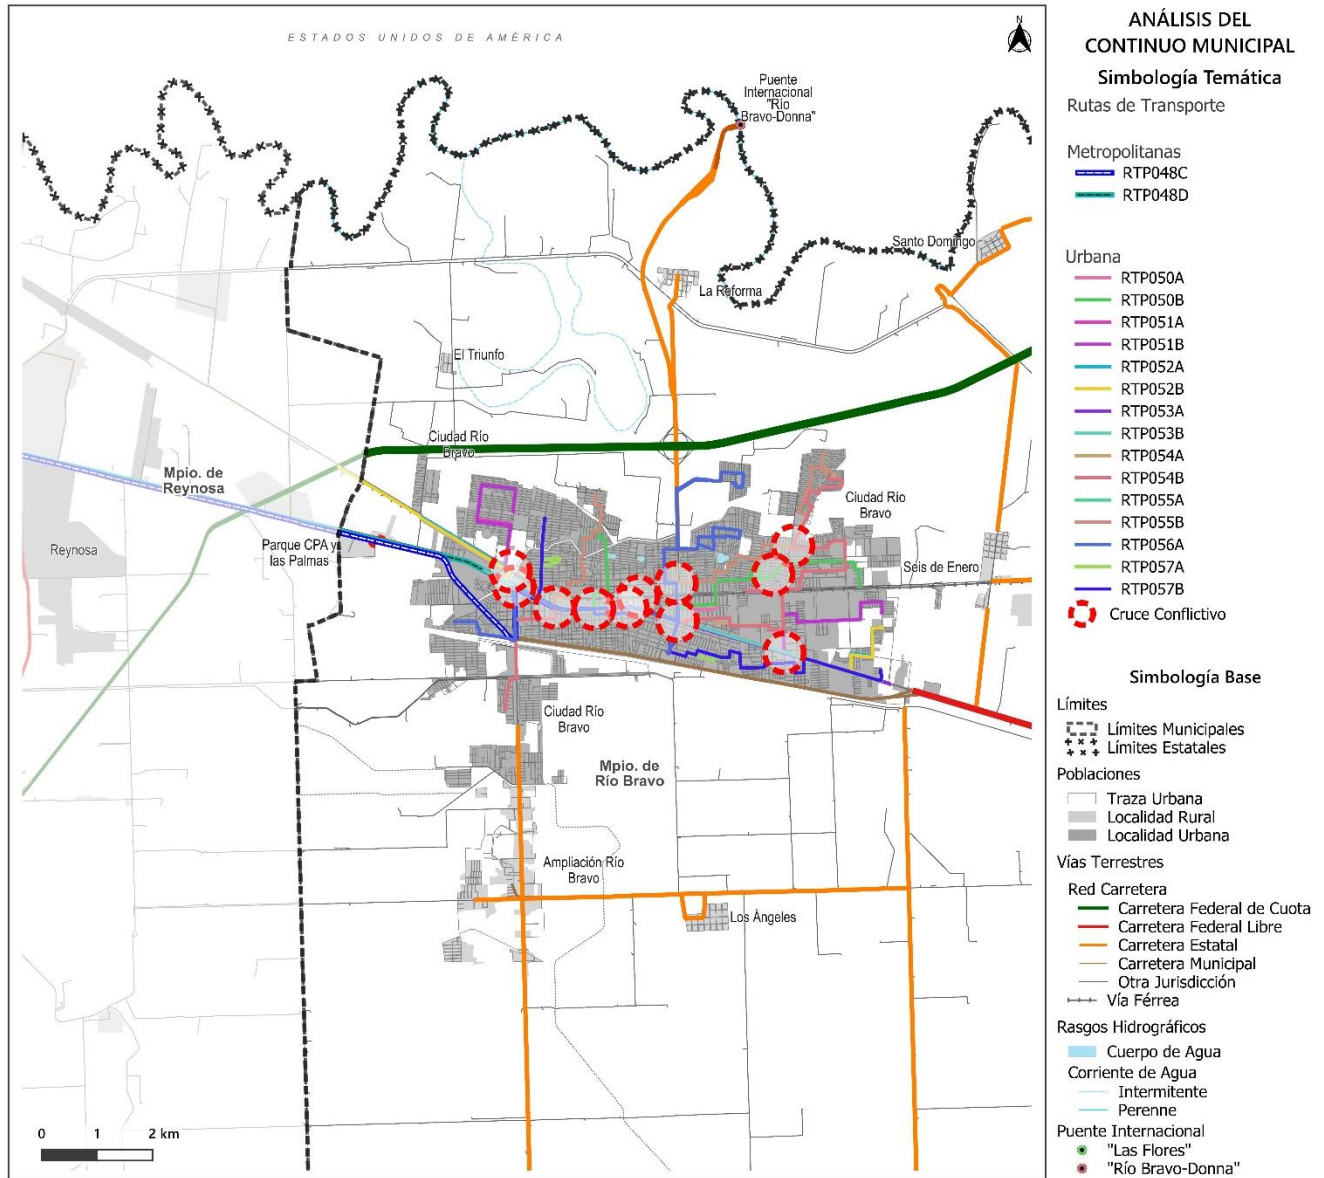 ESTADOS UNIDOS DE AMÉRICA
N
Puente
Internacional
"Río
Bravo-Donna"
Santo Domingo
La Reforma
El Triunfo
Ciudad Río
Bravo
Mpio. de
Reynosa
Ciudad Río
Bravo
Reynosa
Parque CPA y
las Palmas
Seis de Enero
Ciudad Río
Bravo
Mpio. de
Río Bravo
Ampliación Río
Bravo
Los Ángeles
0 1 2 km
ANÁLISIS DEL
CONTINUO MUNICIPAL
Simbología Temática
Rutas de Transporte
Metropolitanas
RTP048C
RTP048D
Urbana
RTP050A
RTP050B
RTP051A
RTP051B
RTP052A
RTP052B
RTP053A
RTP053B
RTP054A
RTP054B
RTP055A
RTP055B
RTP056A
RTP057A
RTP057B
Cruce Conflictivo
Simbología Base
Límites
Límites Municipales
Límites Estatales
Poblaciones
Traza Urbana
Localidad Rural
Localidad Urbana
Vías Terrestres
Red Carretera
Carretera Federal de Cuota
Carretera Federal Libre
Carretera Estatal
Carretera Municipal
Otra Jurisdicción
Vía Férrea
Rasgos Hidrográficos
Cuerpo de Agua
Corriente de Agua
Intermitente
Perenne
Puente Internacional
"Las Flores"
"Río Bravo-Donna"